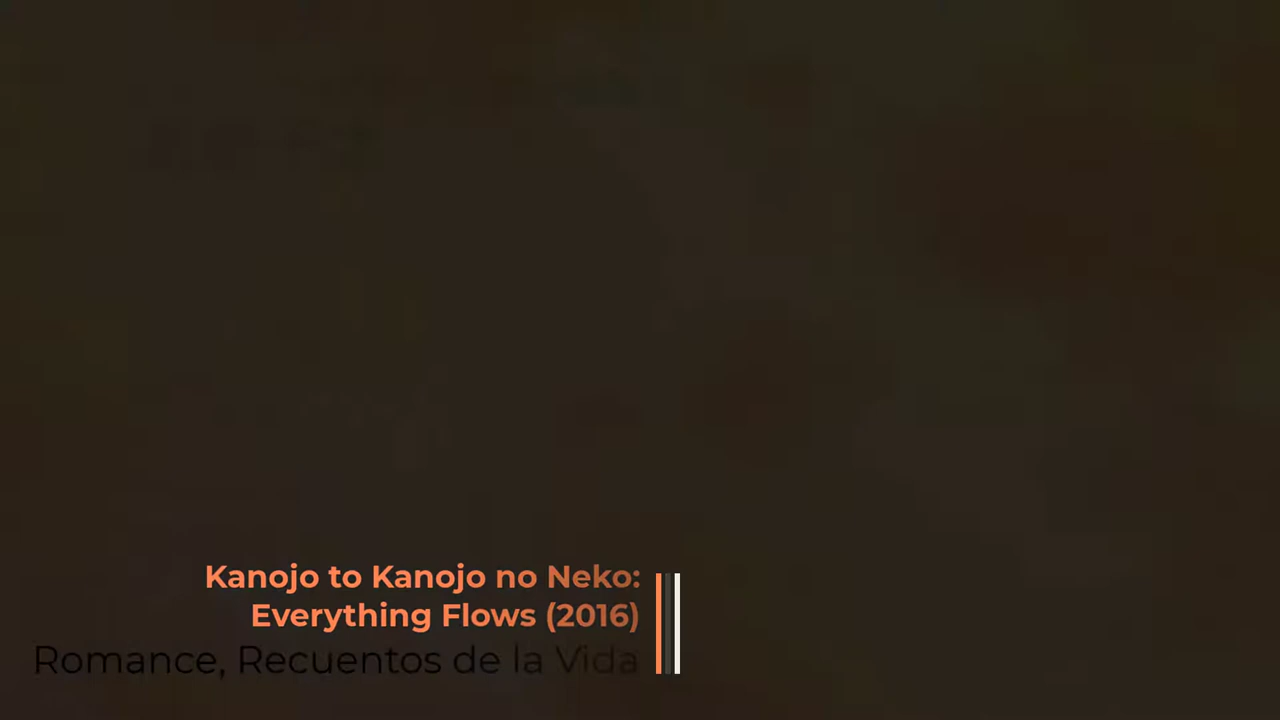 Kanojo to Kanojo no Neko:
Everything Flows (2016)
Romance, Recuentos de la Vida